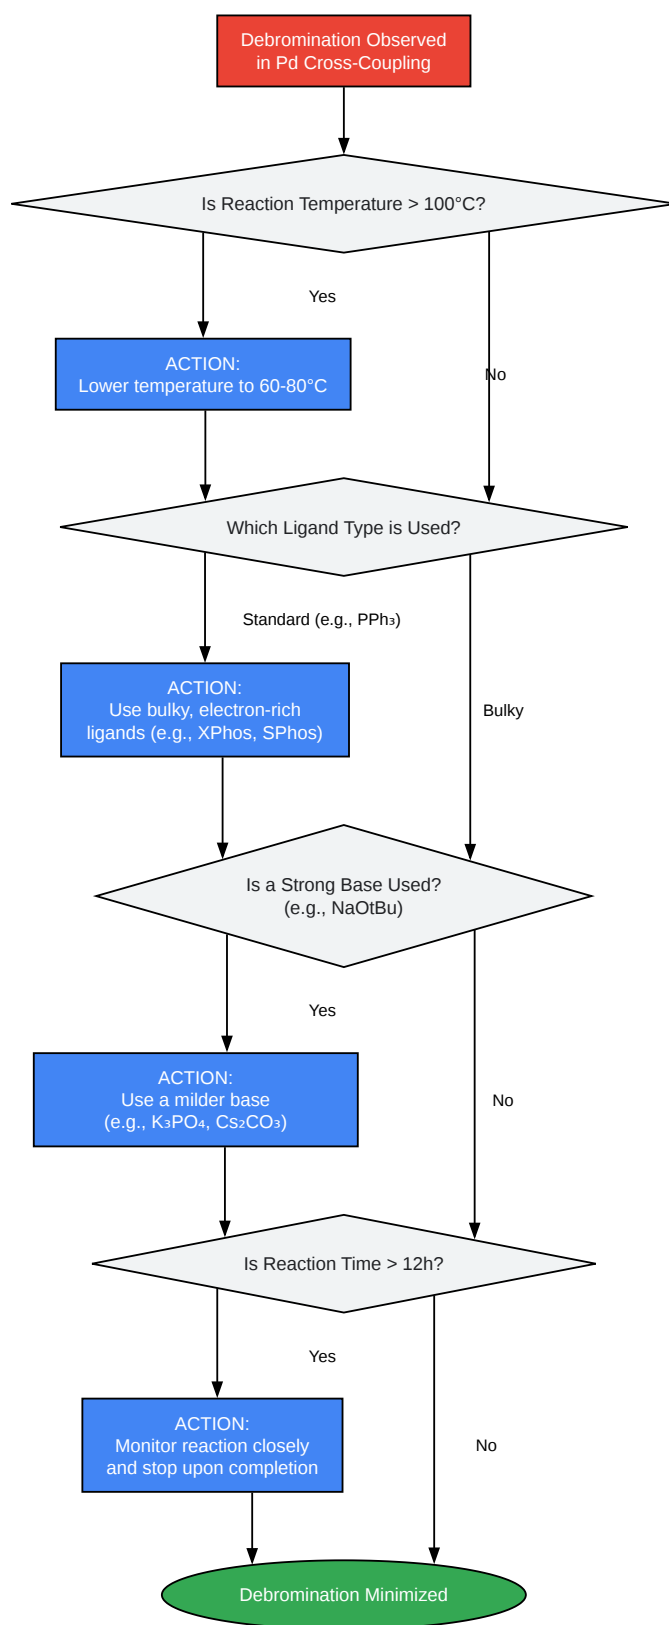 Debromination Observed
in Pd Cross-Coupling
Is Reaction Temperature > 100°C?
Yes
ACTION:
Lower temperature to 60-80°C
No
Which Ligand Type is Used?
Standard (e.g., PPh₃)
ACTION:
Use bulky, electron-rich
ligands (e.g., XPhos, SPhos)
Bulky
Is a Strong Base Used?
(e.g., NaOtBu)
Yes
ACTION:
Use a milder base
(e.g., K₃PO₄, Cs₂CO₃)
No
Is Reaction Time > 12h?
Yes
ACTION:
Monitor reaction closely
and stop upon completion
No
Debromination Minimized